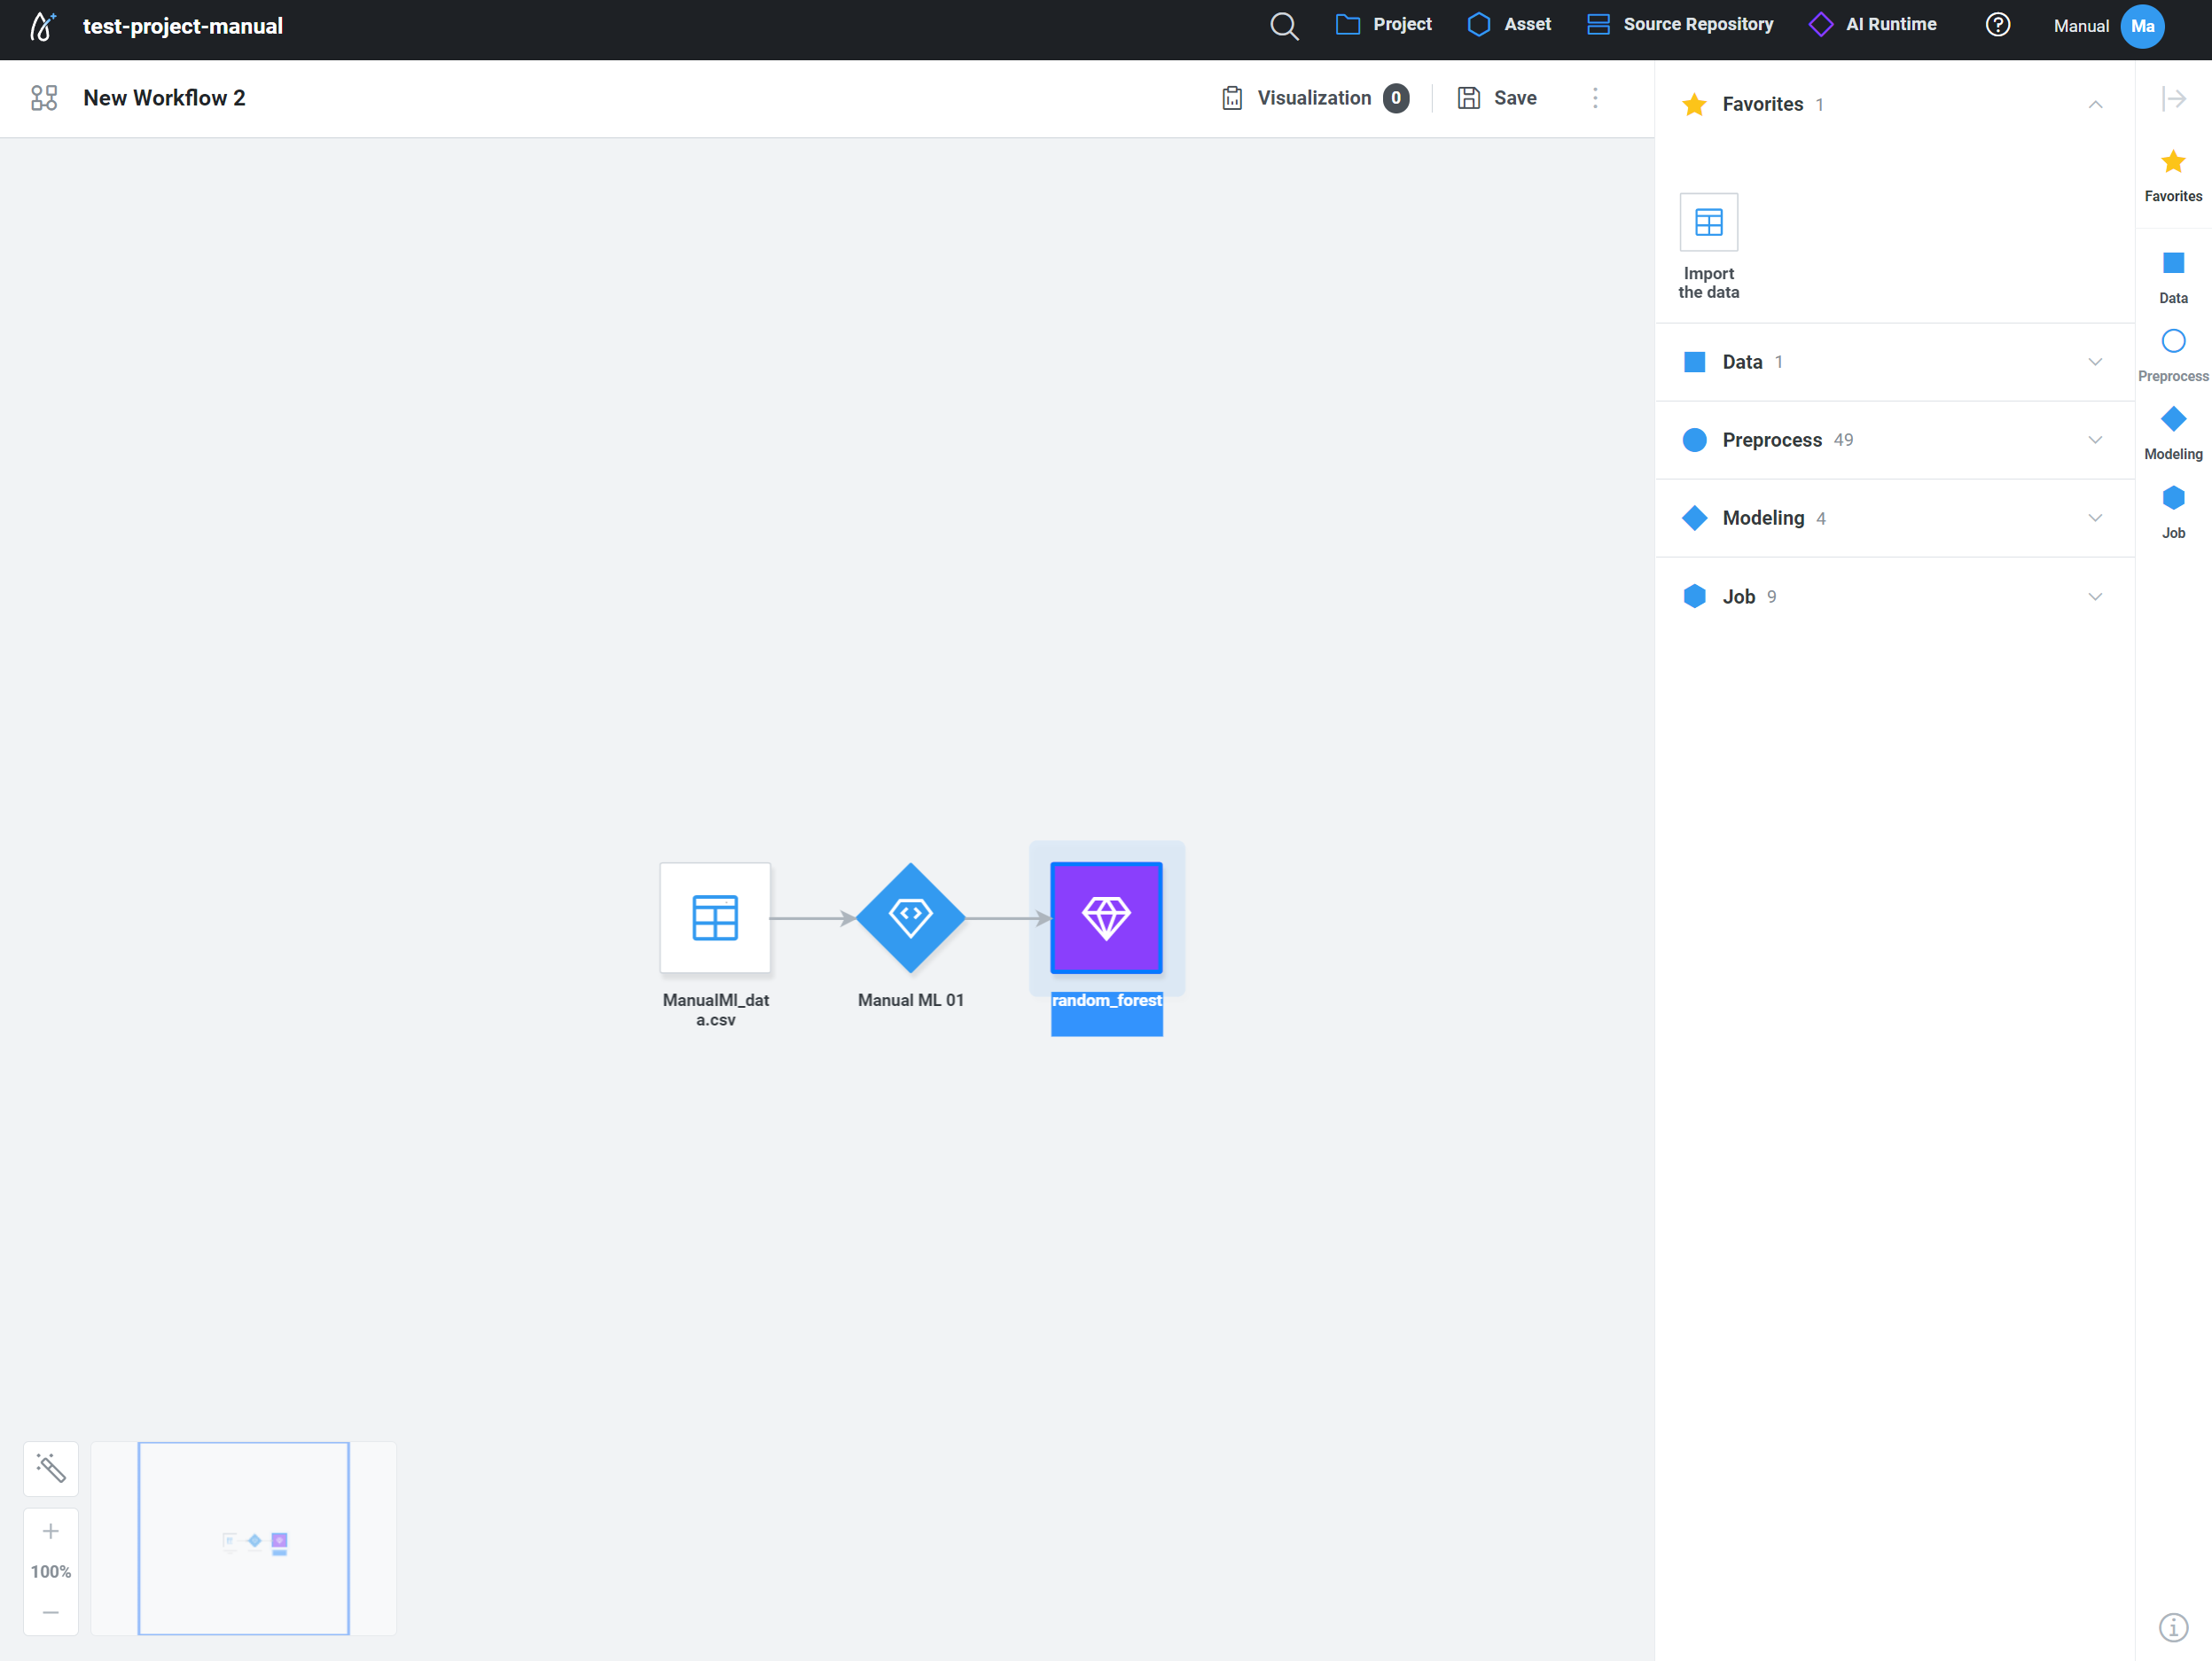 test-project-manual
Project
Asset
Source Repository
AI Runtime
Manual
Ma
New Workflow 2
Visualization 0
Save
Favorites 1
Import
the data
Data 1
Preprocess 49
Modeling 4
Job 9
Favorites
Data
Preprocess
Modeling
Job
ManualMl_dat
a.csv
Manual ML 01
random_forest
100%